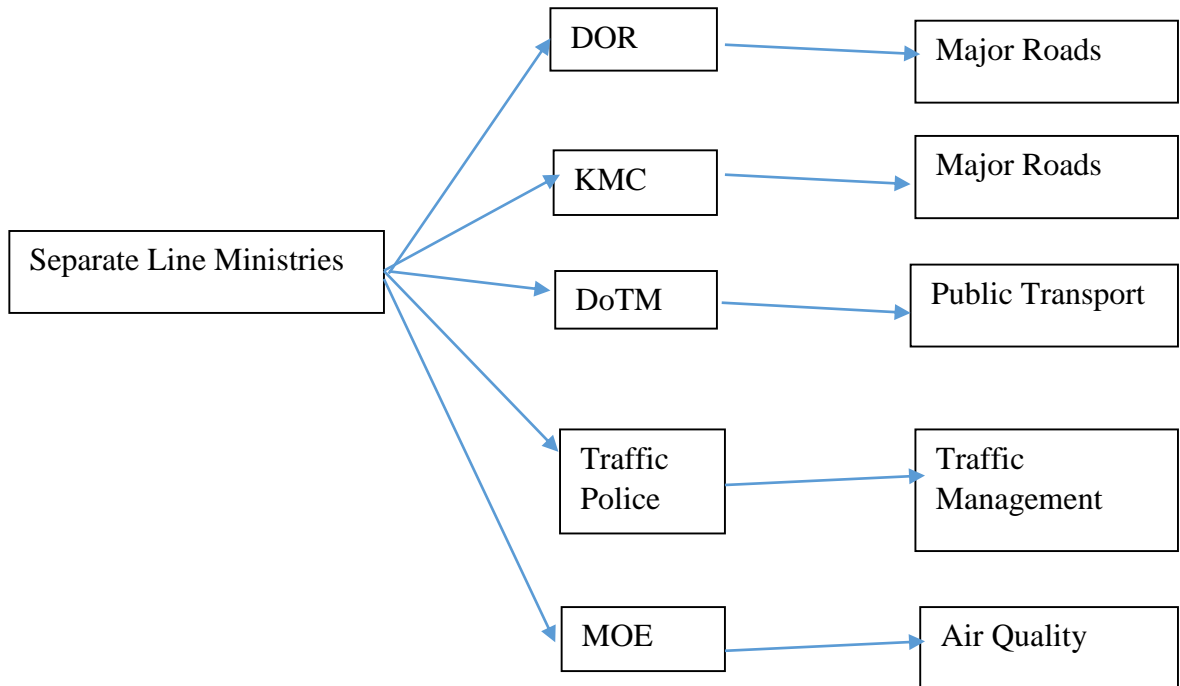 DOR
Major Roads
KMC
Major Roads
Separate Line Ministries
DoTM
Public Transport
Traffic
Police
Traffic
Management
MOE
Air Quality